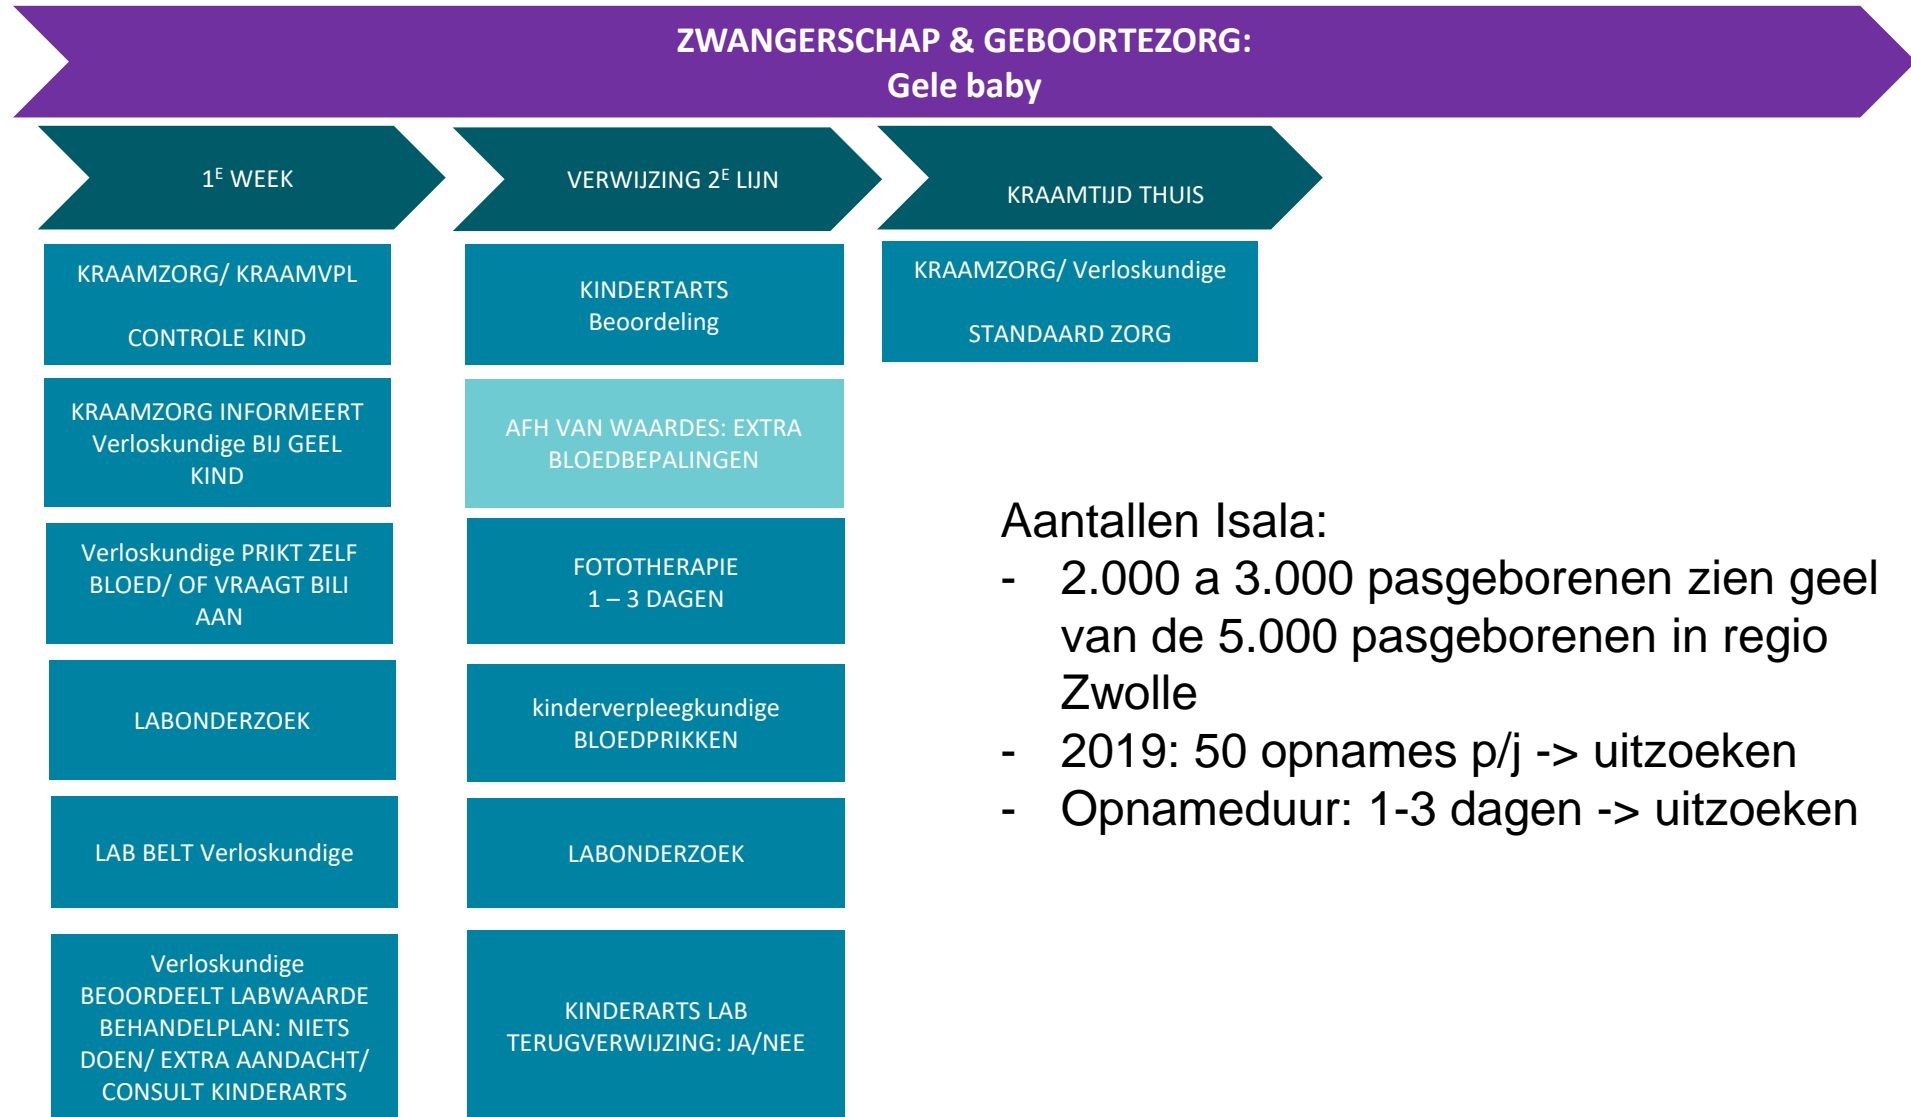 ZWANGERSCHAP & GEBOORTEZORG:
Gele baby
1E WEEK
KRAAMZORG/ KRAAMVPL
CONTROLE KIND
KRAAMZORG INFORMEERT
Verloskundige BIJ GEEL
KIND
Verloskundige PRIKT ZELF
BLOED/ OF VRAAGT BILI
AAN
LABONDERZOEK
LAB BELT Verloskundige
Verloskundige
BEOORDEELT LABWAARDE
BEHANDELPLAN: NIETS
DOEN/ EXTRA AANDACHT/
CONSULT KINDERARTS
VERWIJZING 2E LIJN
KINDERTARTS
Beoordeling
AFH VAN WAARDES: EXTRA
BLOEDBEPALINGEN
FOTOTHERAPIE
1 – 3 DAGEN
kinderverpleegkundige
BLOEDPRIKKEN
LABONDERZOEK
KINDERARTS LAB
TERUGVERWIJZING: JA/NEE
KRAAMTIJD THUIS
KRAAMZORG/ Verloskundige
STANDAARD ZORG
Aantallen Isala:
- 2.000 a 3.000 pasgeborenen zien geel
van de 5.000 pasgeborenen in regio
Zwolle
- 2019: 50 opnames p/j -> uitzoeken
- Opnameduur: 1-3 dagen -> uitzoeken